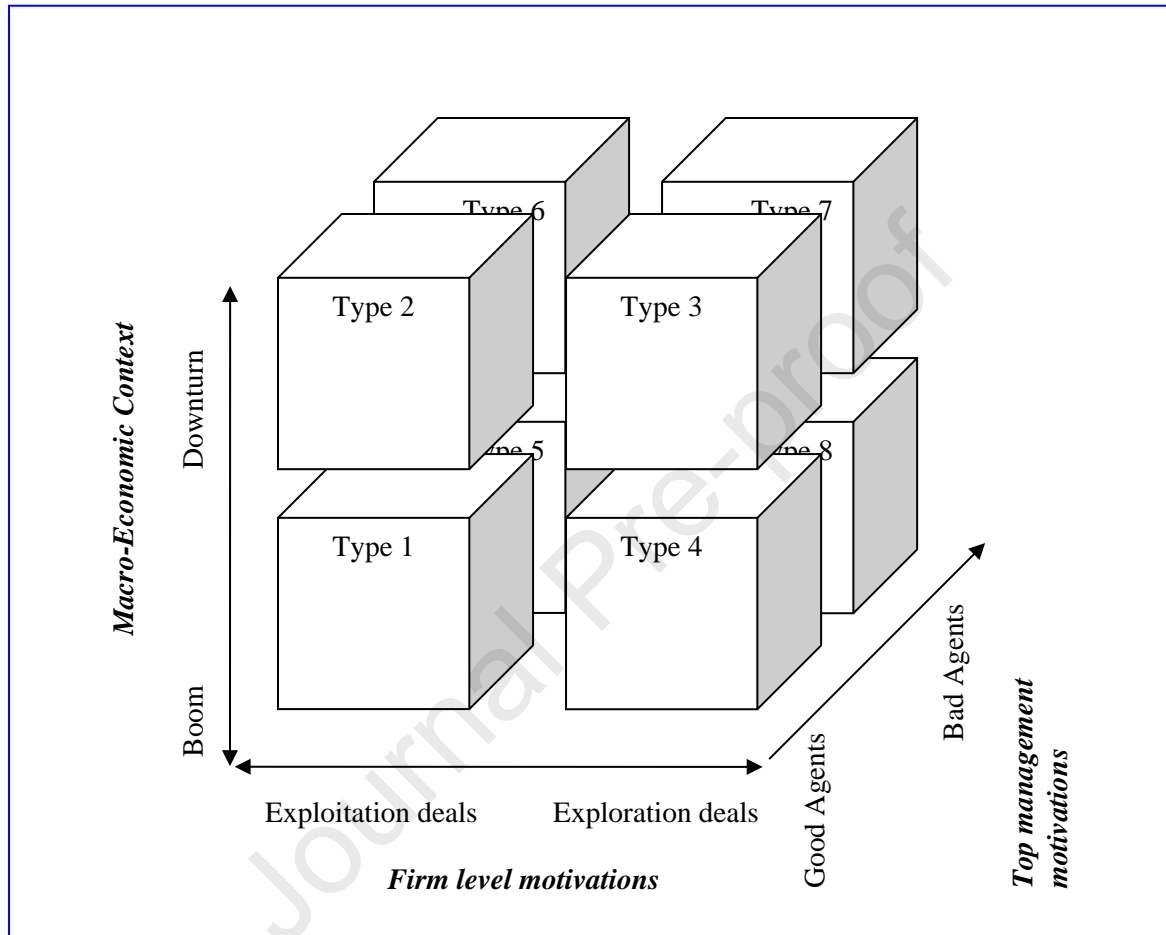 Type 6
Type 7
Type 2
Type 3
Type 5
Type 8
Type 1
Type 4
Macro-Economic Context
Downturn
Boom
Exploitation deals
Exploration deals
Firm level motivations
Good Agents
Bad Agents
Top management
motivations
Journal Pre-proof